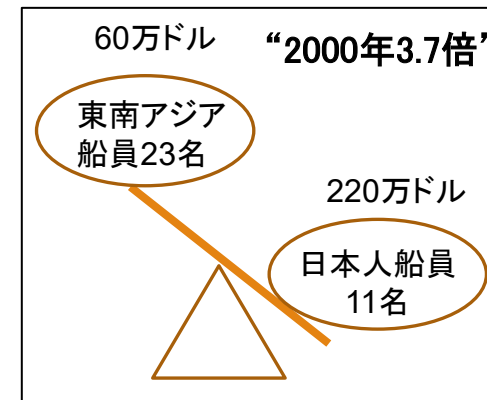 60万ドル
“2000年3.7倍”
東南アジア
船員23名
220万ドル
日本人船員
11名